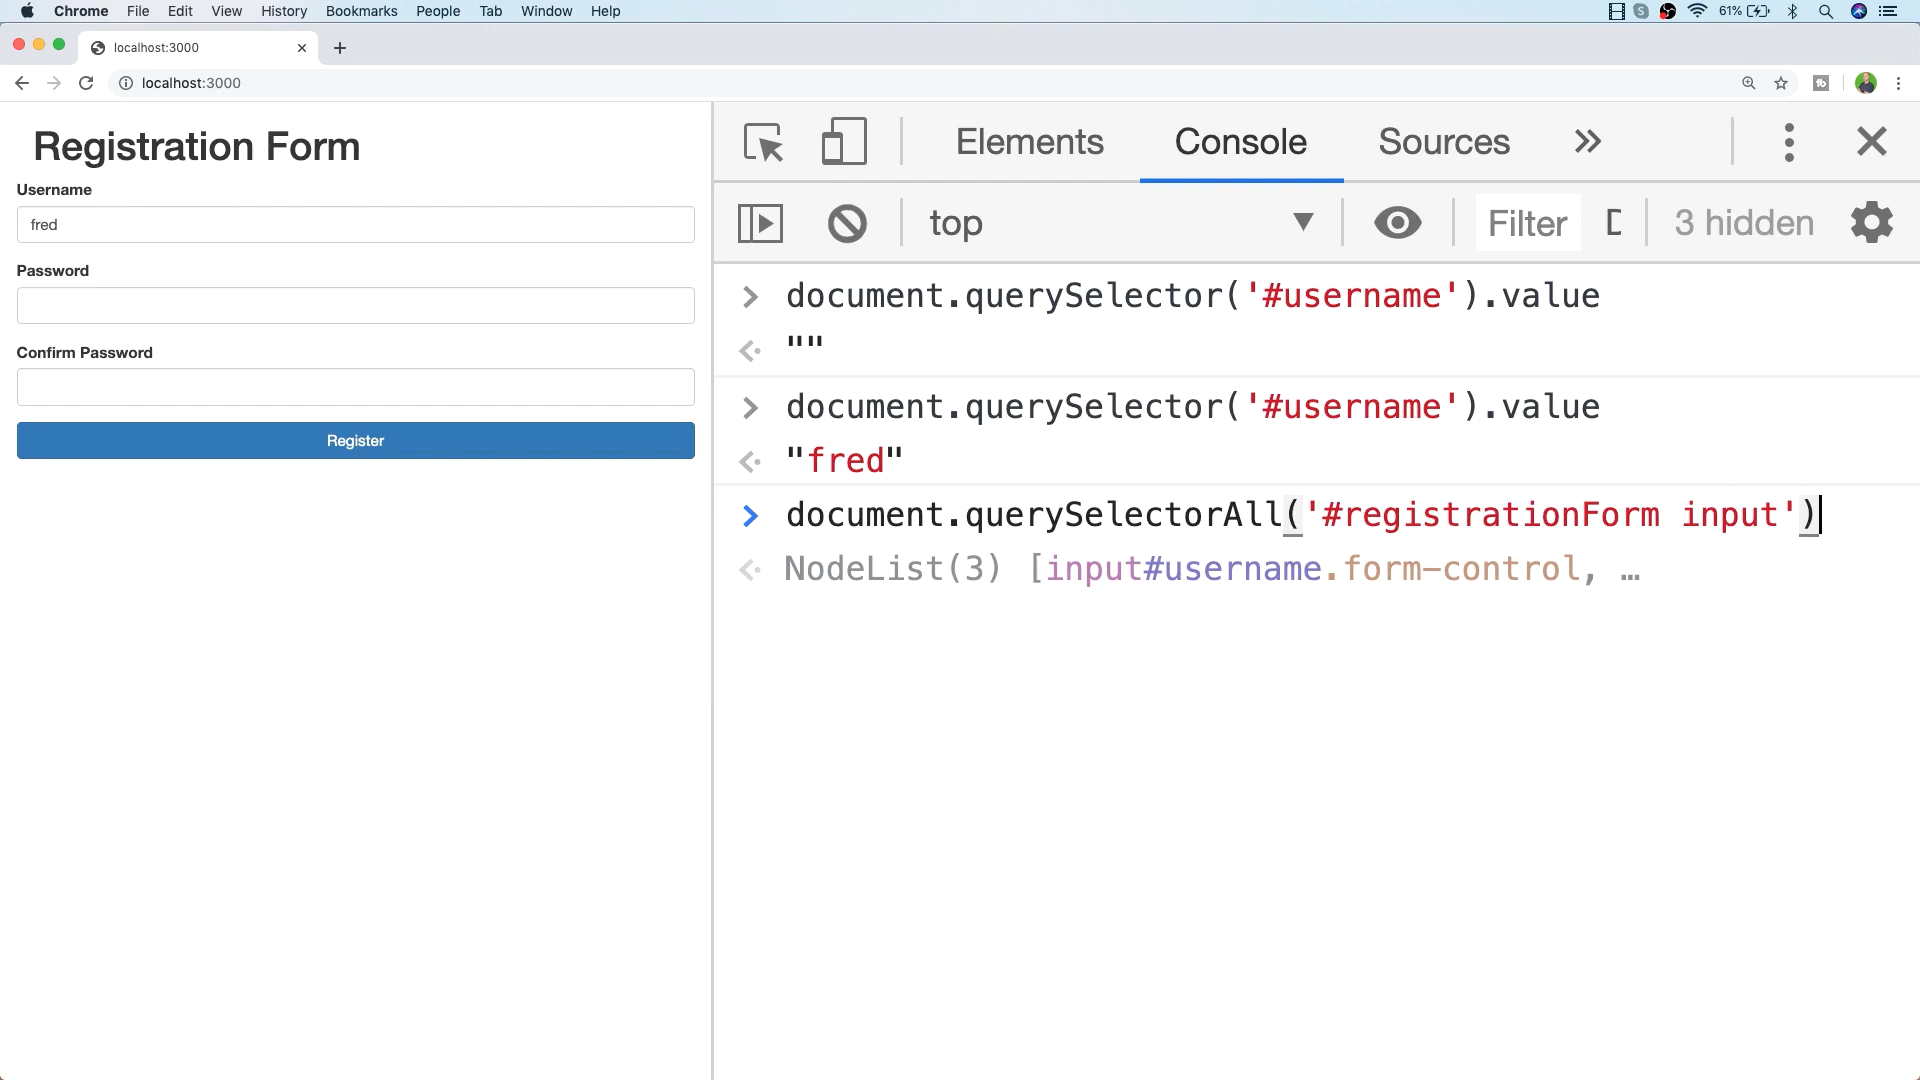 Chrome File Edit View History Bookmarks People Tab Window Help 61%
localhost:3000
localhost:3000
Registration Form
Username
fred
Password
Confirm Password
Register
Elements Console Sources
top Filter D 3 hidden
document.querySelector('#username').value
""
document.querySelector('#username').value
"fred"
document.querySelectorAll('#registrationForm input')
NodeList(3) [input#username.form-control, …